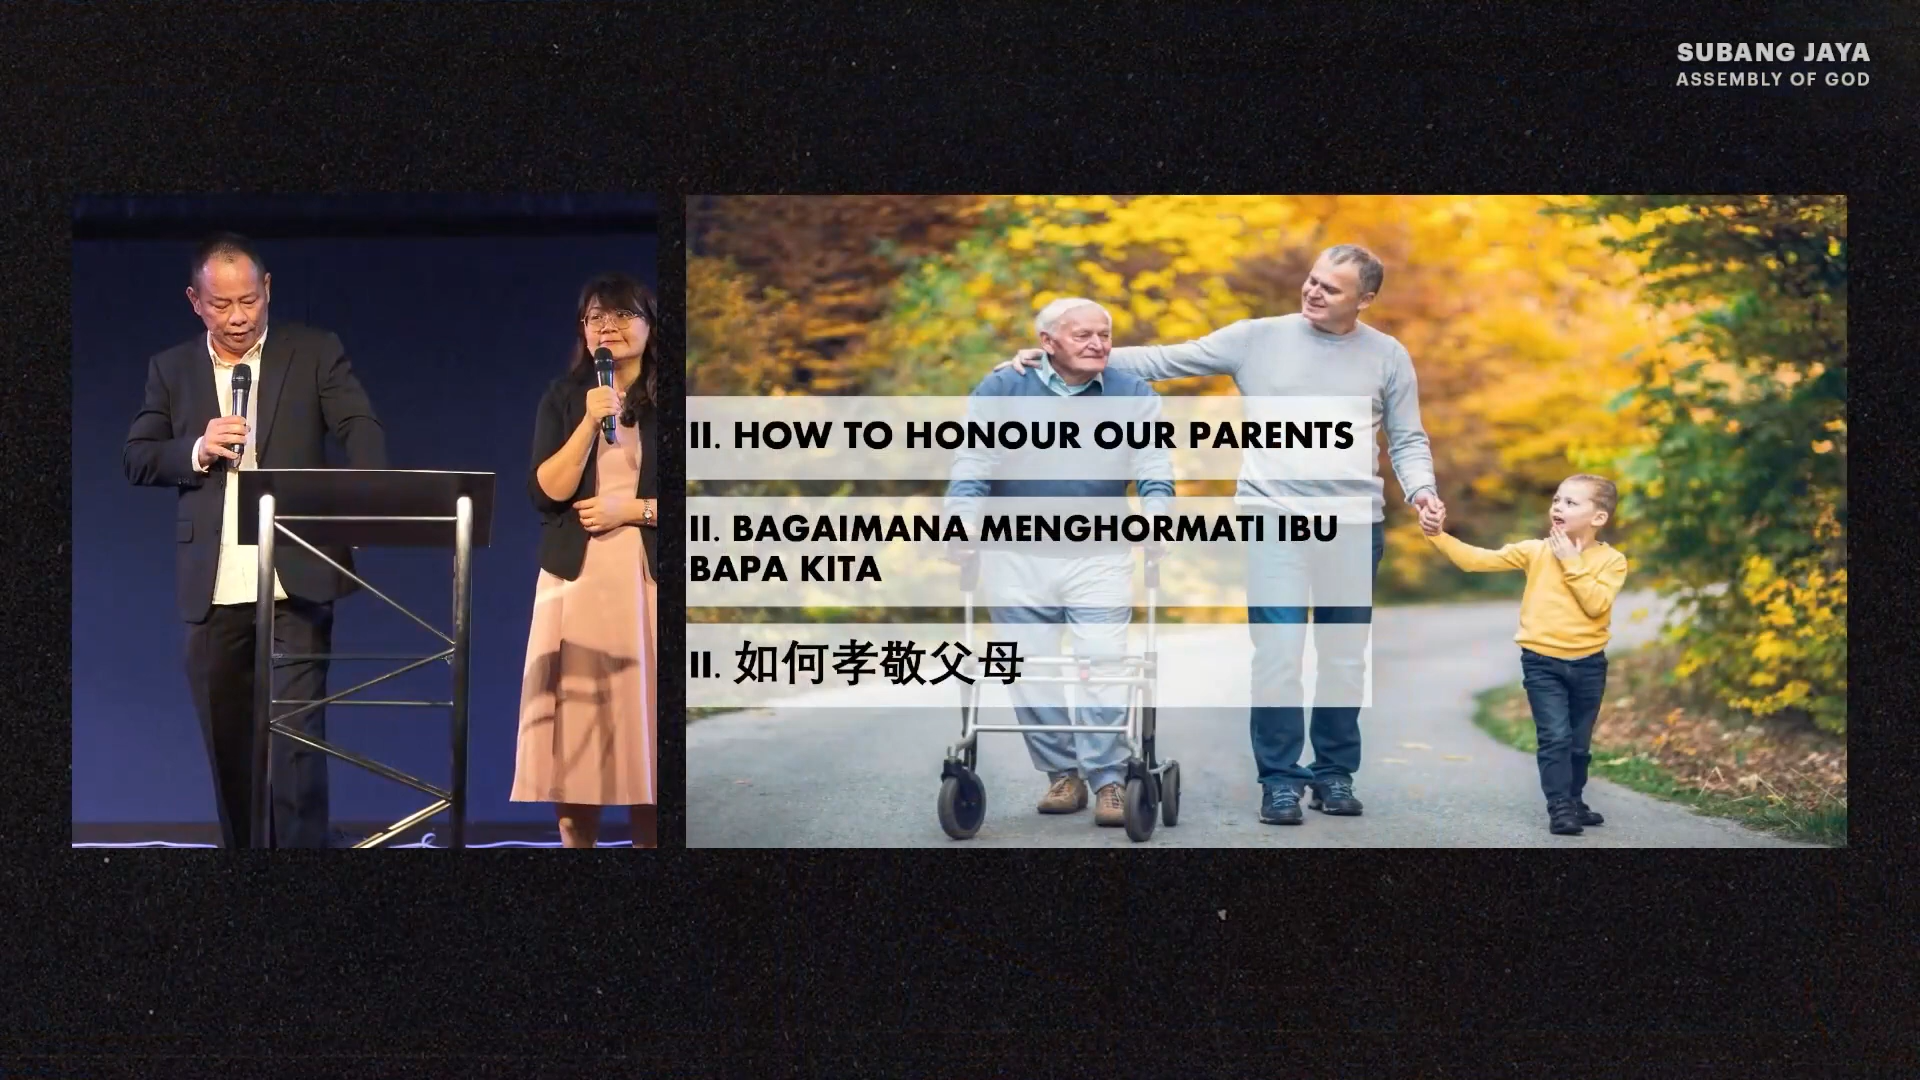 SUBANG JAYA
ASSEMBLY OF GOD
II. HOW TO HONOUR OUR PARENTS
II. BAGAIMANA MENGHORMATI IBU
BAPA KITA
II. 如何孝敬父母